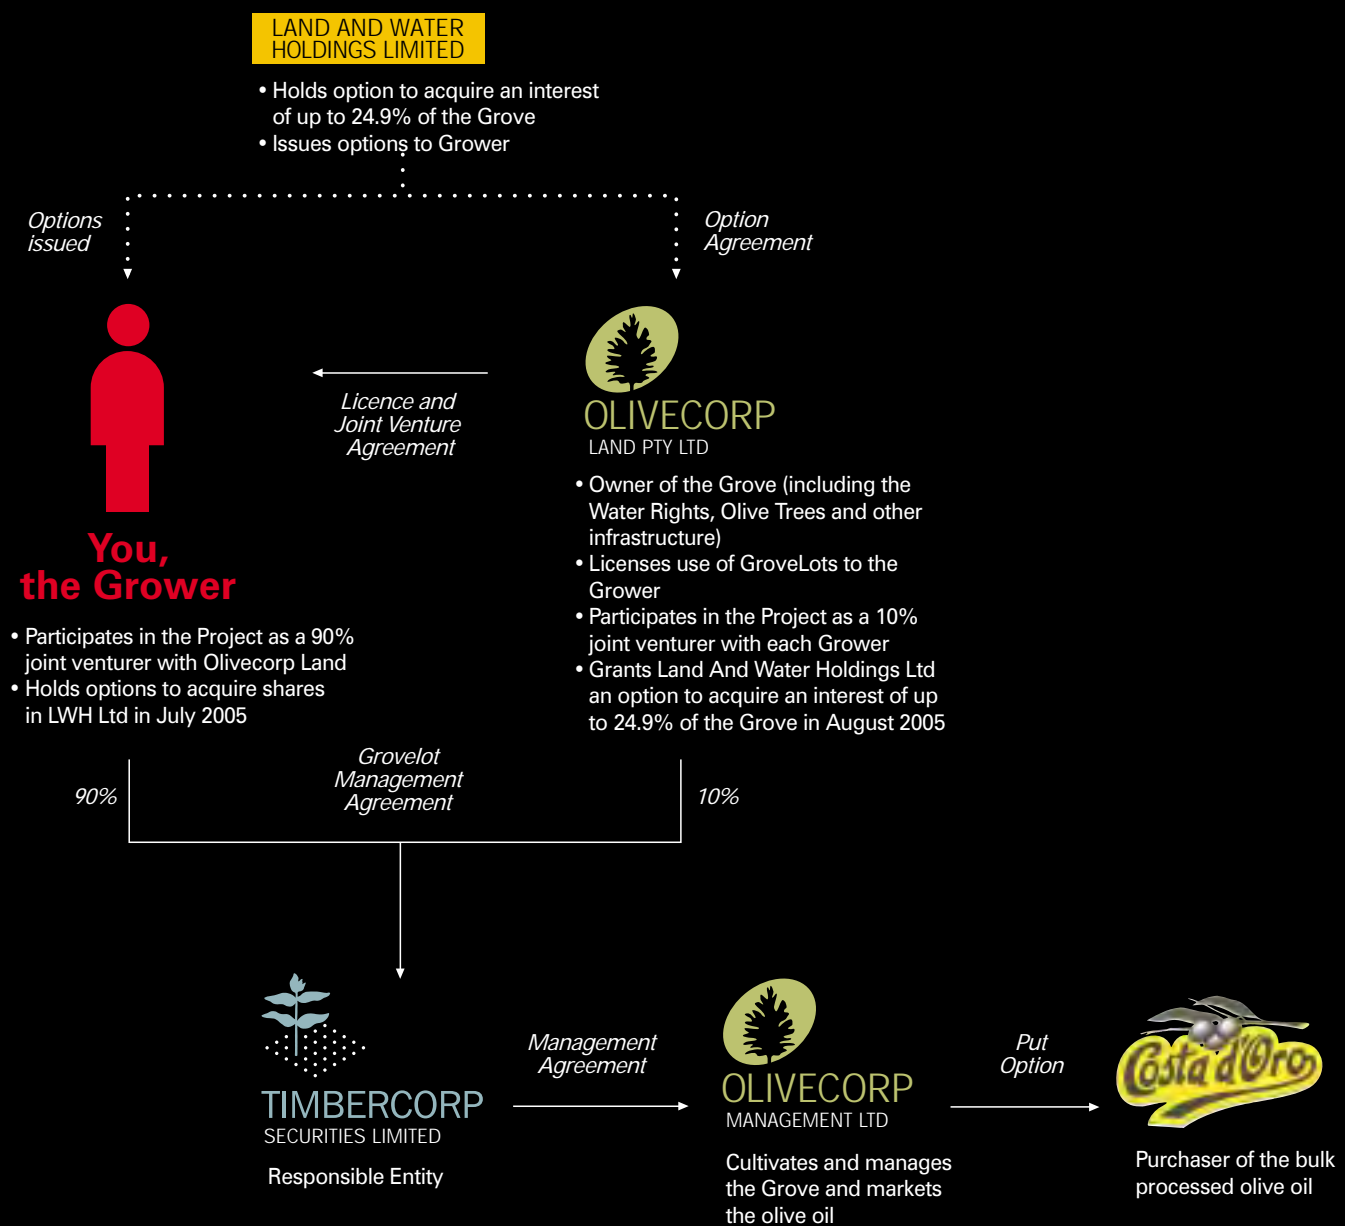 LAND AND WATER
HOLDINGS LIMITED
• Holds option to acquire an interest
of up to 24.9% of the Grove
• Issues options to Grower
Options
issued
Option
Agreement
Licence and
Joint Venture
Agreement
OLIVECORP
LAND PTY LTD
• Owner of the Grove (including the
Water Rights, Olive Trees and other
infrastructure)
• Licenses use of GroveLots to the
Grower
• Participates in the Project as a 10%
joint venturer with each Grower
• Grants Land And Water Holdings Ltd
an option to acquire an interest of up
to 24.9% of the Grove in August 2005
You,
the Grower
• Participates in the Project as a 90%
joint venturer with Olivecorp Land
• Holds options to acquire shares
in LWH Ltd in July 2005
90%
Grovelot
Management
Agreement
10%
TIMBERCORP
SECURITIES LIMITED
Responsible Entity
Management
Agreement
OLIVECORP
MANAGEMENT LTD
Cultivates and manages
the Grove and markets
the olive oil
Put
Option
Costa d'Oro
Purchaser of the bulk
processed olive oil